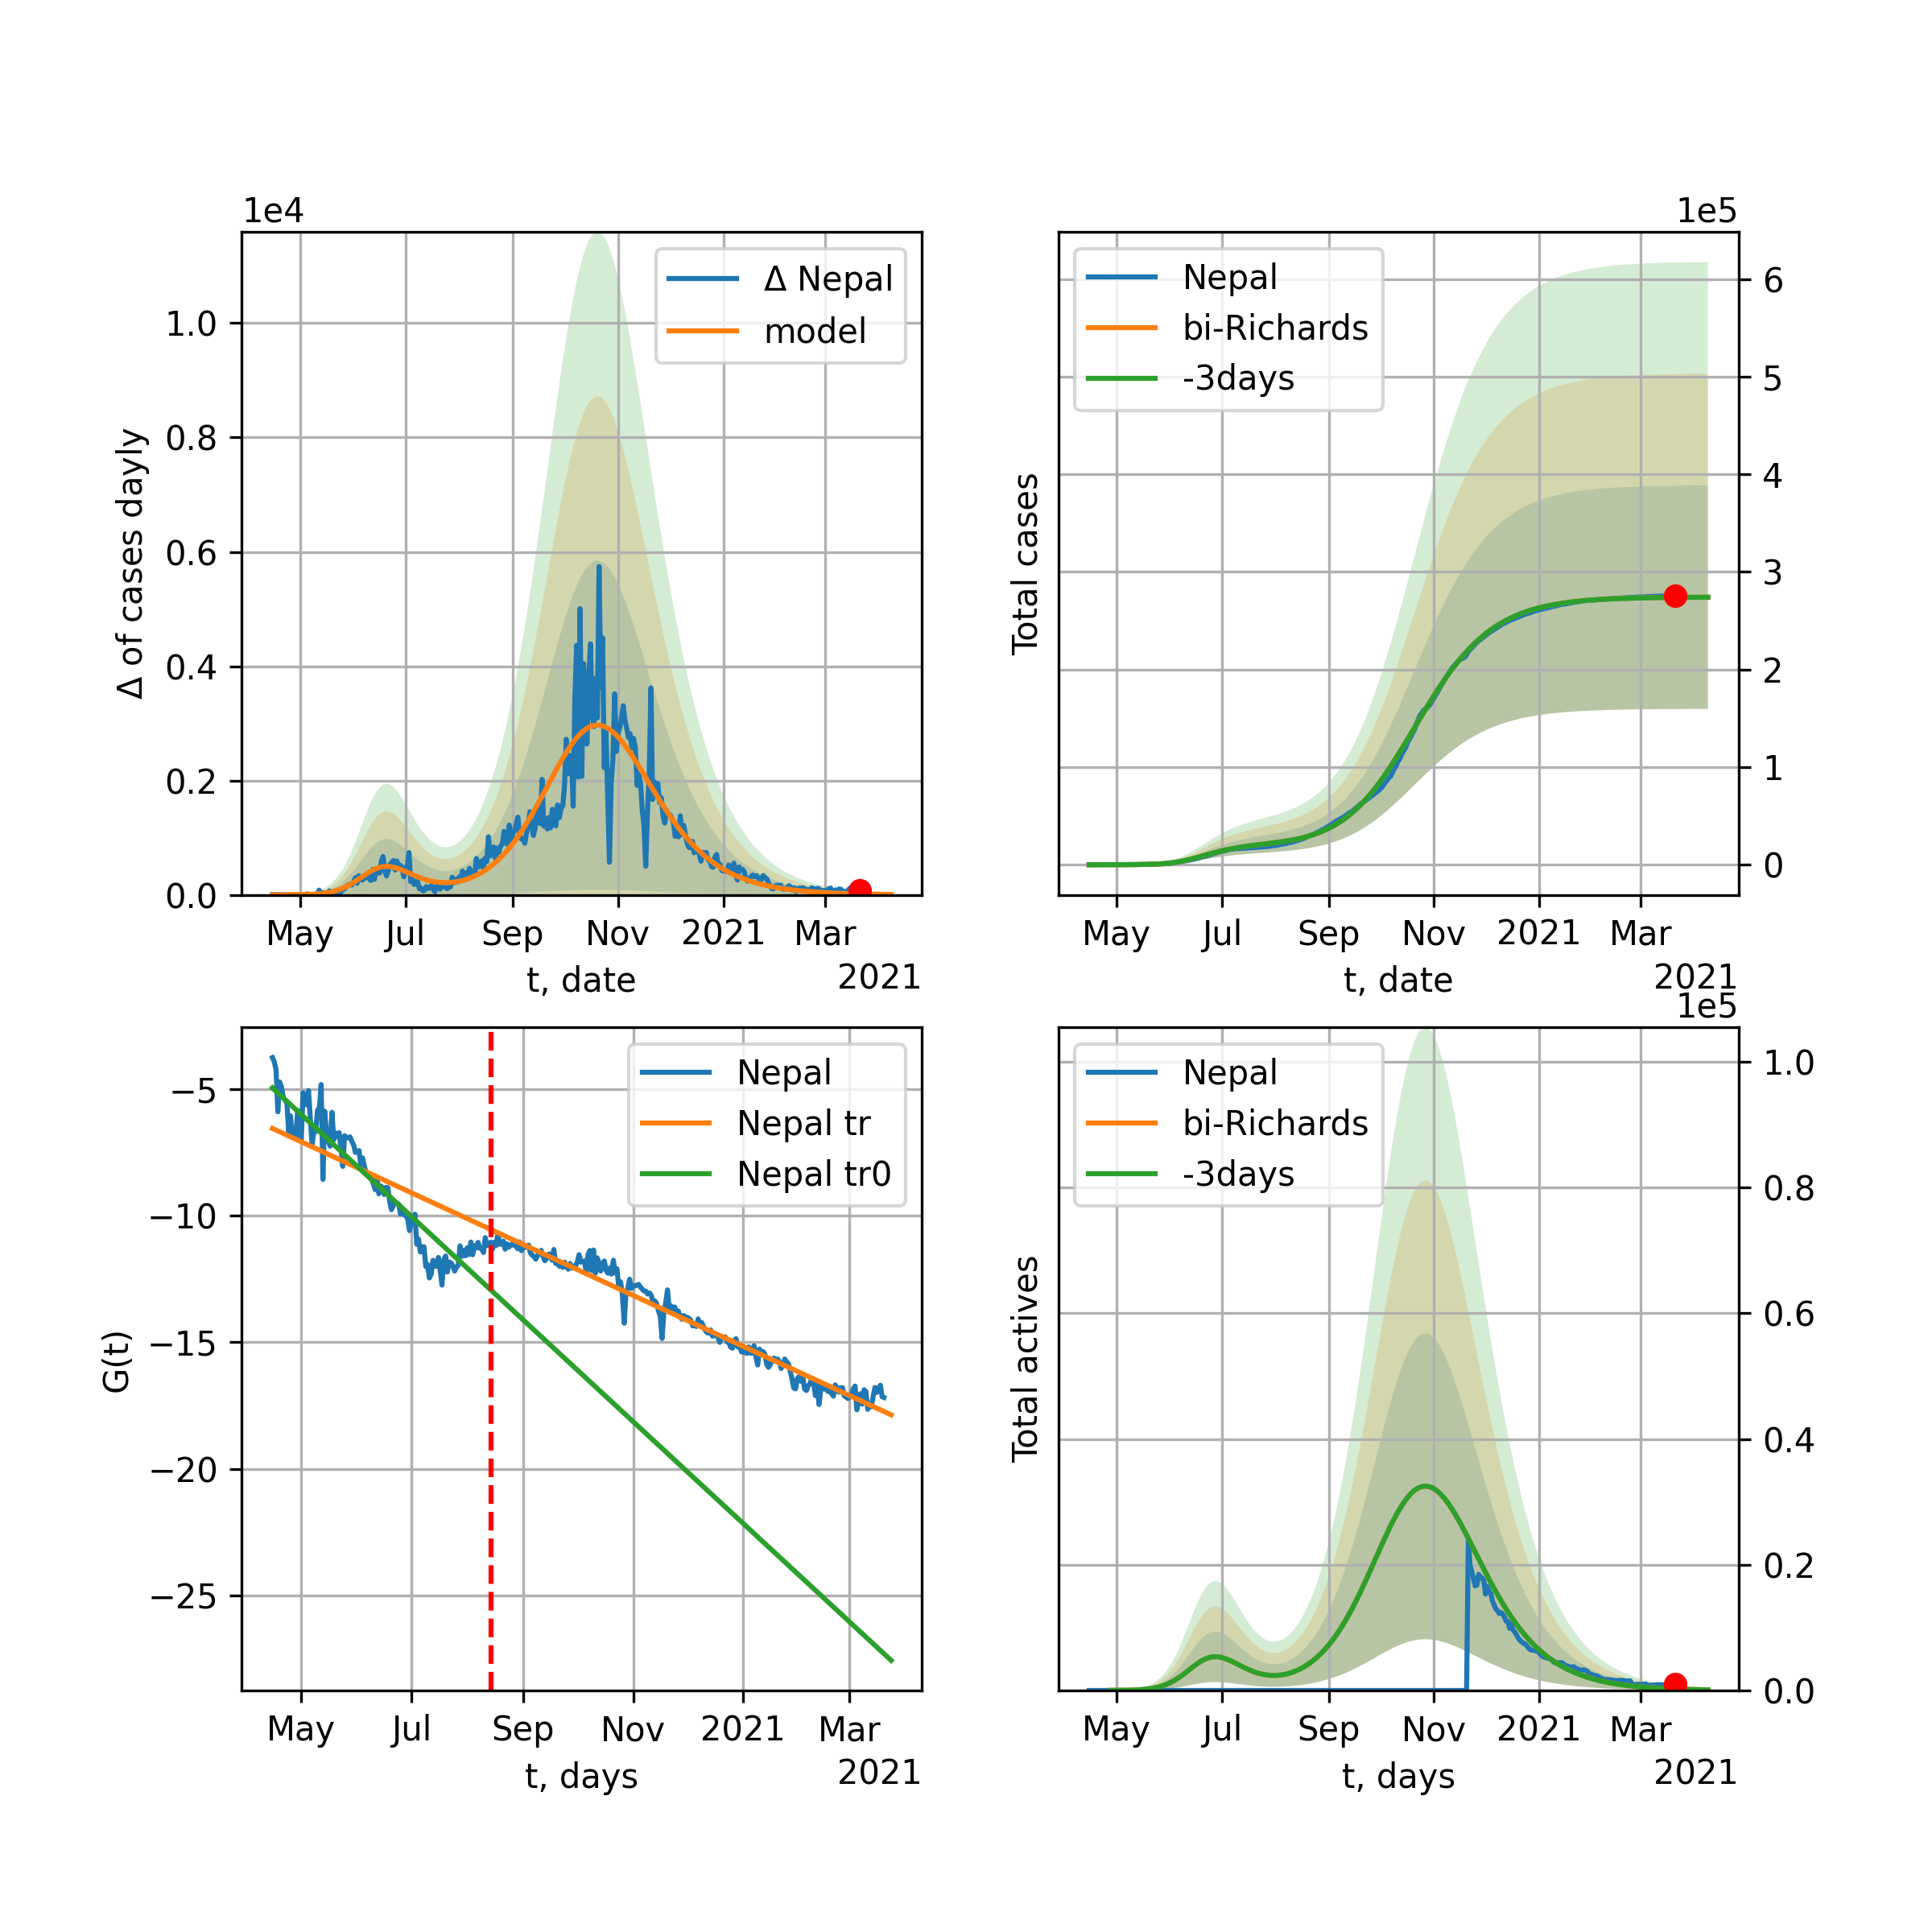 1e4
Δ of cases dayly
1.0
0.8
0.6
0.4
0.2
0.0
Δ Nepal
model
May Jul Sep Nov 2021 Mar
t, date
2021
1e5
Total cases
Nepal
bi-Richards
-3days
6
5
4
3
2
1
0
May Jul Sep Nov 2021 Mar
t, date
2021
G(t)
−5
−10
−15
−20
−25
Nepal
Nepal tr
Nepal tr0
May Jul Sep Nov 2021 Mar
t, days
2021
1e5
Total actives
Nepal
bi-Richards
-3days
1.0
0.8
0.6
0.4
0.2
0.0
May Jul Sep Nov 2021 Mar
t, days
2021